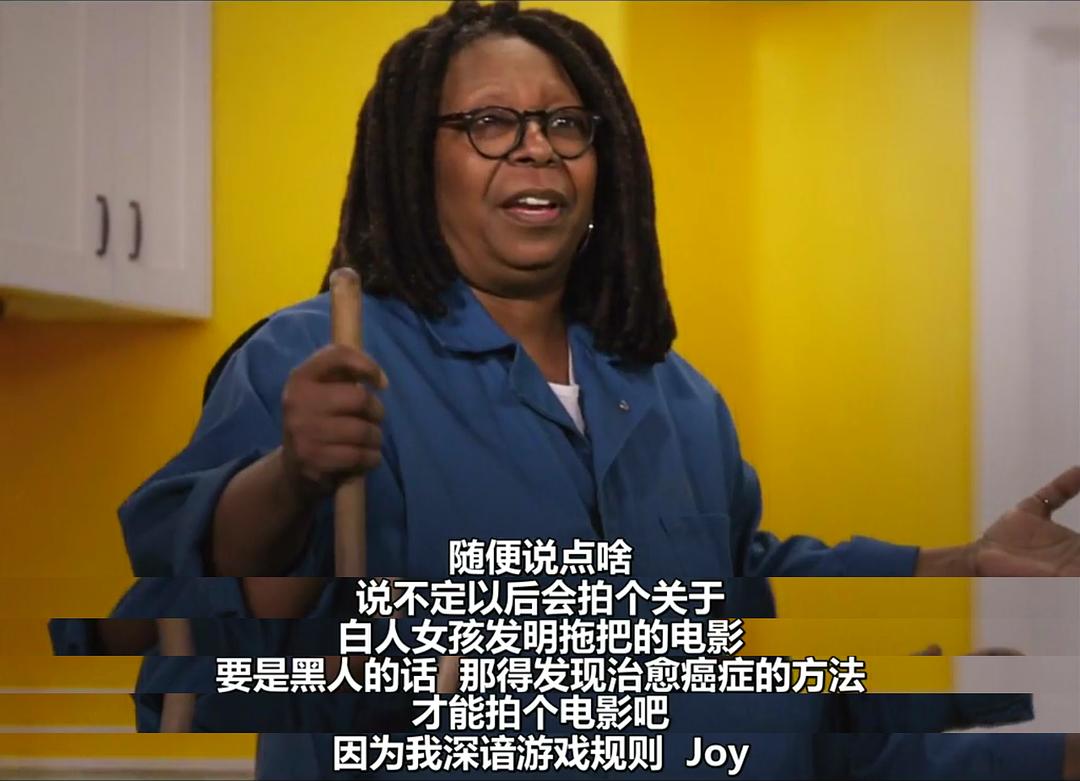 随便说点啥
说不定以后会拍个关于
白人女孩发明拖把的电影
要是黑人的话 那得发现治愈癌症的方法
才能拍个电影吧
因为我深谙游戏规则 Joy